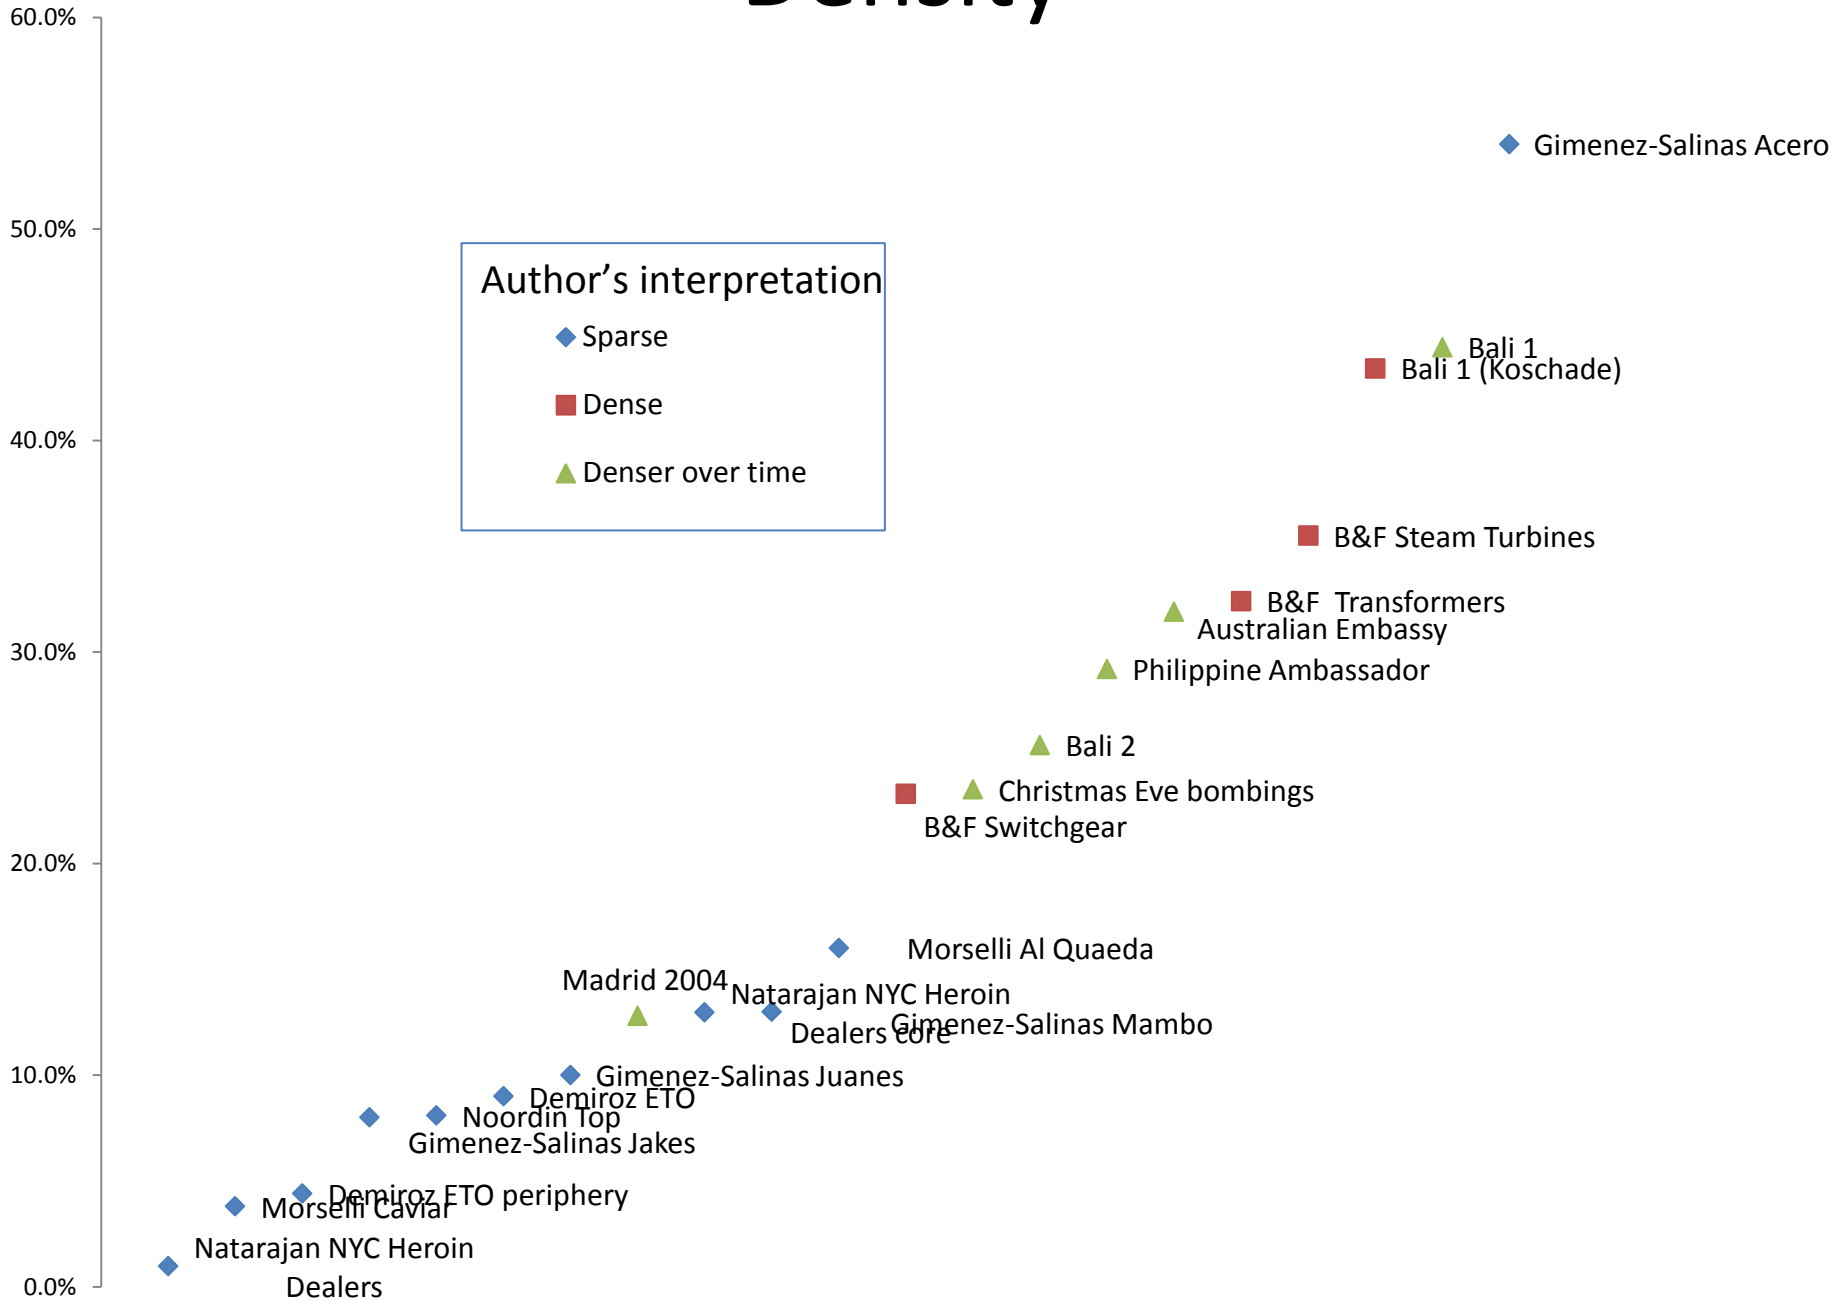 Density
60.0%
50.0%
40.0%
30.0%
20.0%
10.0%
0.0%
Author’s interpretation
Sparse
Dense
Denser over time
Gimenez-Salinas Acero
Bali 1
Bali 1 (Koschade)
B&F Steam Turbines
B&F  Transformers
Australian Embassy
Philippine Ambassador
Bali 2
Christmas Eve bombings
B&F Switchgear
Morselli Al Quaeda
Madrid 2004
Natarajan NYC Heroin
Dealers core
Gimenez-Salinas Mambo
Gimenez-Salinas Juanes
Demiroz ETO
Noordin Top
Gimenez-Salinas Jakes
Demiroz ETO periphery
Morselli Caviar
Natarajan NYC Heroin
Dealers